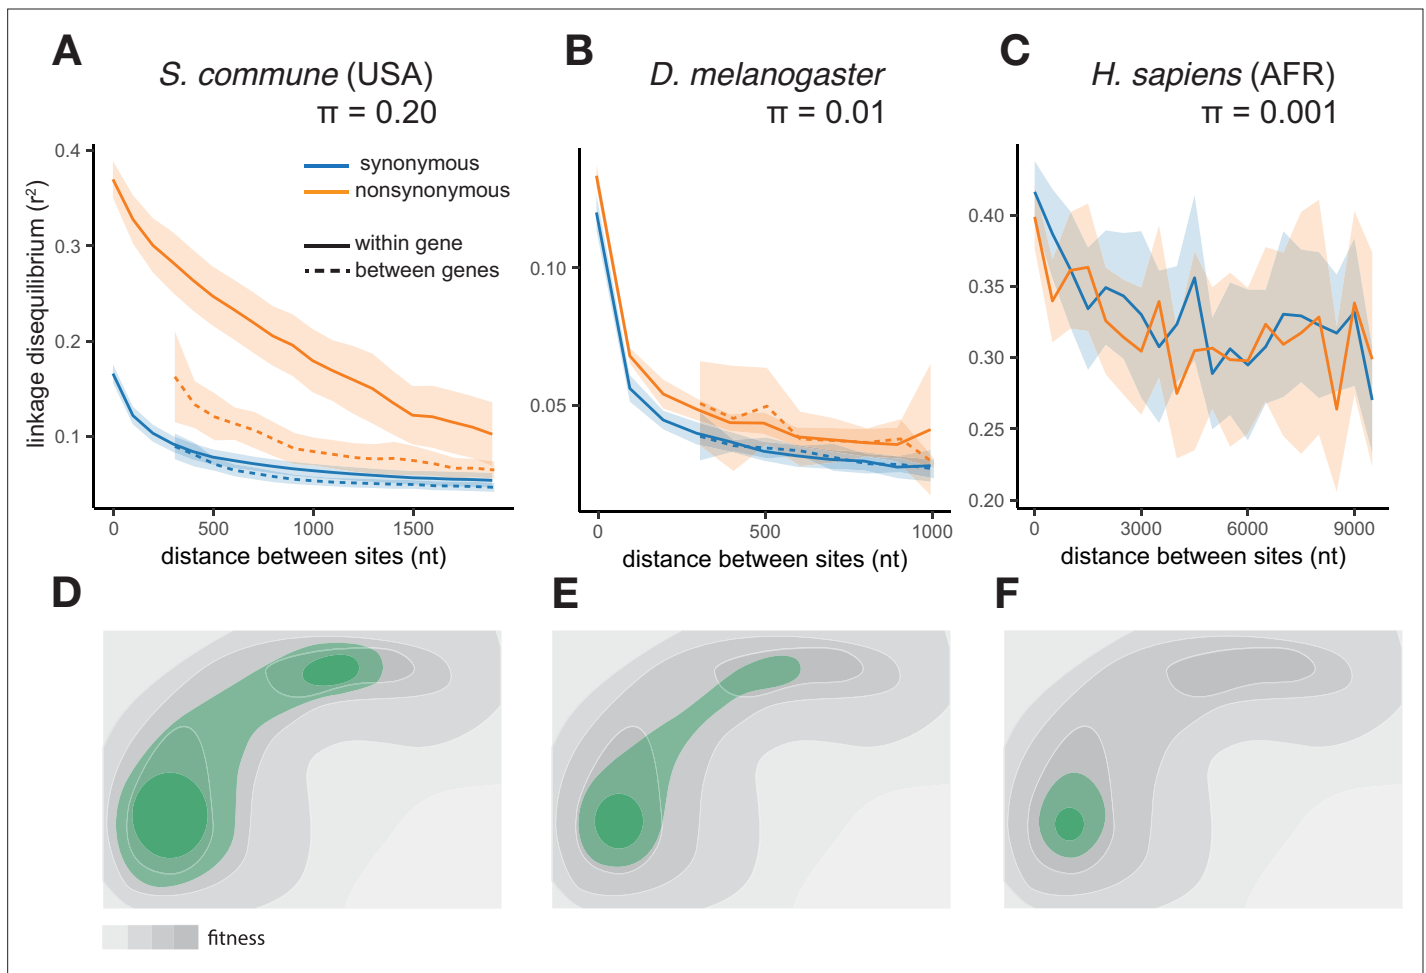 A
S. commune (USA)
π = 0.20
B
D. melanogaster
π = 0.01
C
H. sapiens (AFR)
π = 0.001
linkage disequilibrium (r²)
0.4
0.3
0.2
0.1
synonymous
nonsynonymous
within gene
between genes
0
500
1000
1500
distance between sites (nt)
0.10
0.05
0
500
1000
distance between sites (nt)
0.40
0.35
0.30
0.25
0.20
0
3000
6000
9000
distance between sites (nt)
D
E
F
fitness